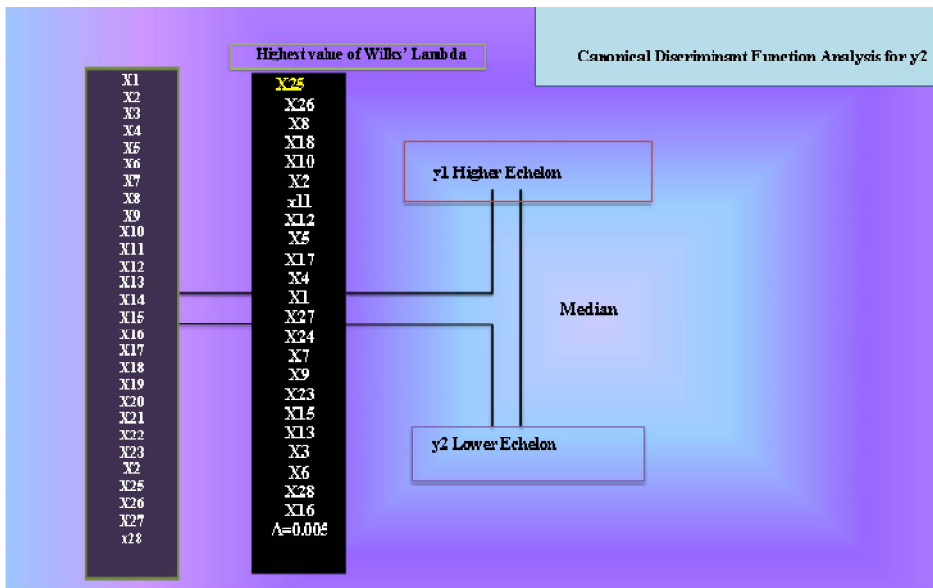 Highest value of Wilks' Lambda
Canonical Discriminant Function Analysis for y2
X1
X2
X3
X4
X5
X6
X7
X8
X9
X10
X11
X12
X13
X14
X15
X16
X17
X18
X19
X20
X21
X22
X23
X2
X25
X26
X27
x28
X25
X26
X8
X18
X10
X2
x11
X12
X5
X17
X4
X1
X27
X24
X7
X9
X23
X15
X13
X3
X6
X28
X16
Λ=0.005
y1 Higher Echelon
Median
y2 Lower Echelon